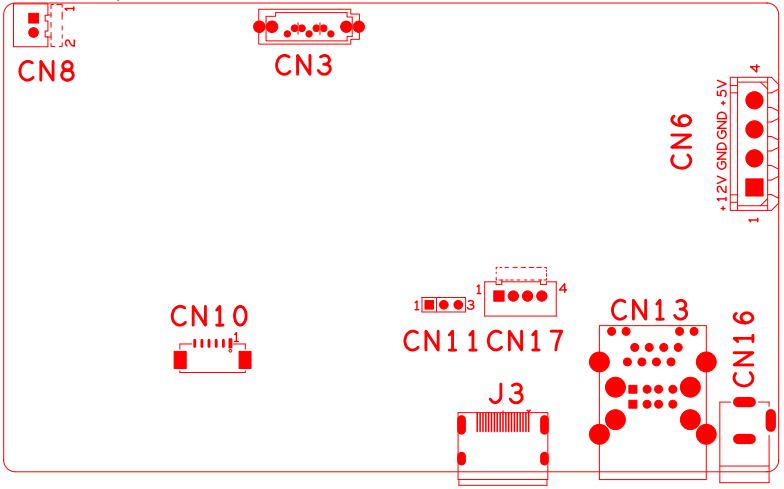 1
2
CN8
CN3
4
+5V
GND
GND
+12V
1
CN6
CN10
1
1
3
CN11
1
4
CN17
CN13
CN16
J3